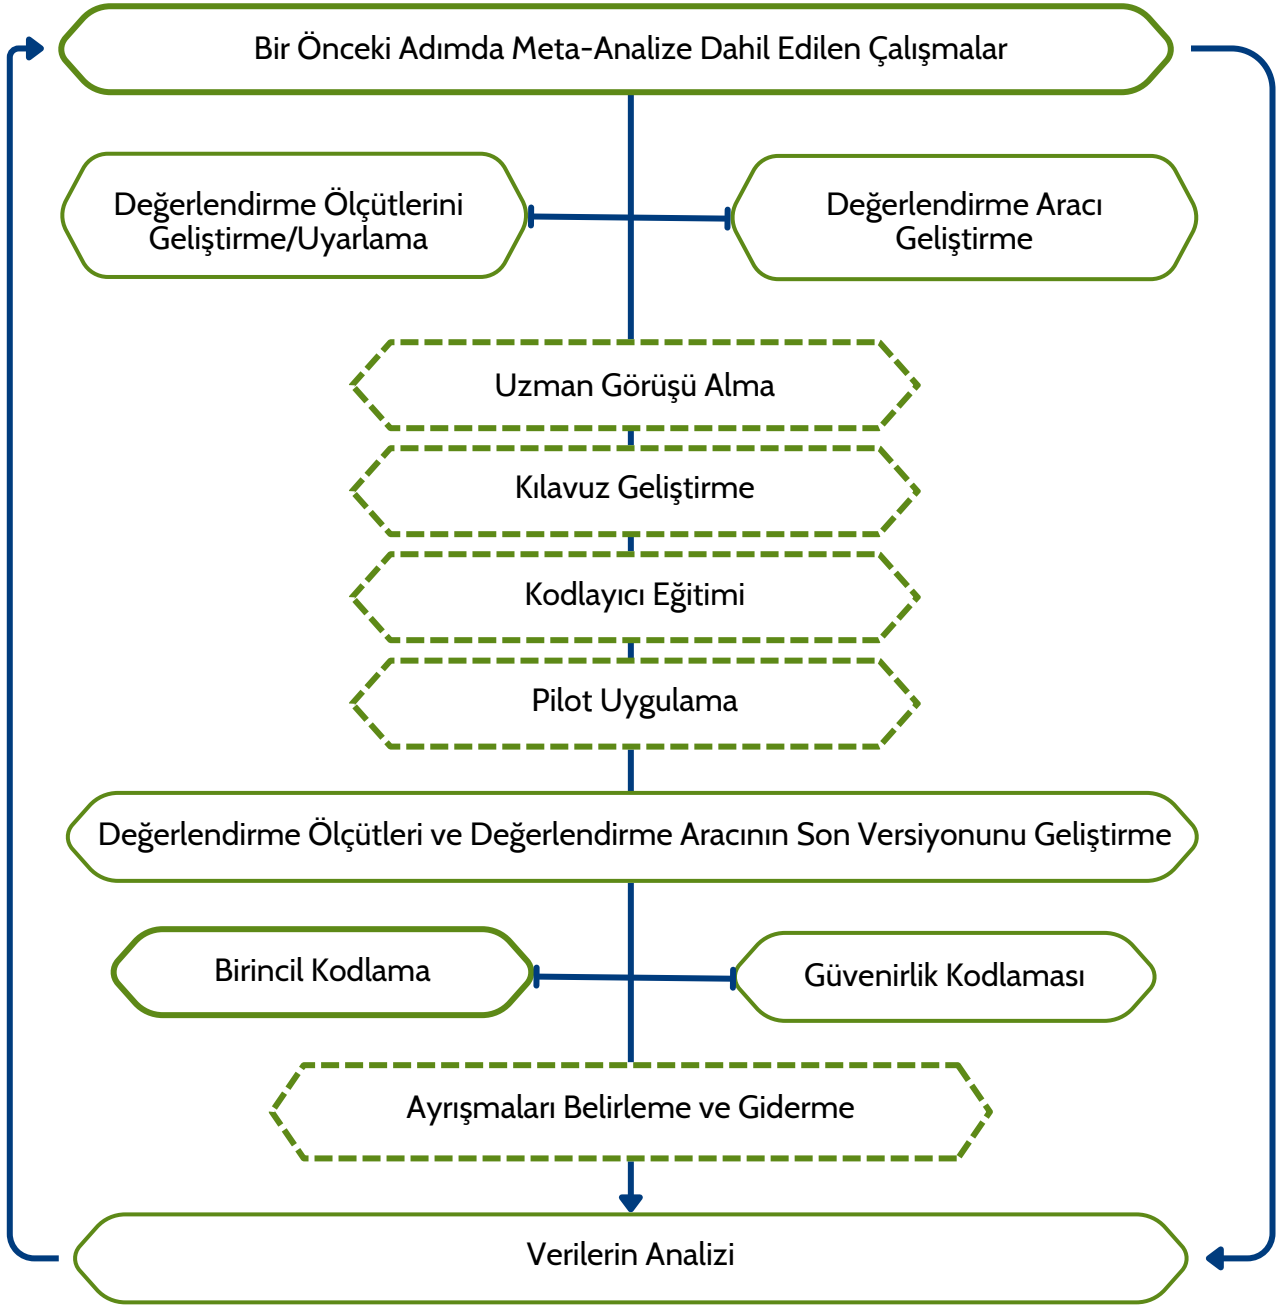 Bir Önceki Adımda Meta-Analize Dahil Edilen Çalışmalar
Değerlendirme Ölçütlerini
Geliştirme/Uyarlama
Değerlendirme Aracı
Geliştirme
Uzman Görüşü Alma
Kılavuz Geliştirme
Kodlayıcı Eğitimi
Pilot Uygulama
Değerlendirme Ölçütleri ve Değerlendirme Aracının Son Versiyonunu Geliştirme
Birincil Kodlama
Güvenirlik Kodlaması
Ayrışmaları Belirleme ve Giderme
Verilerin Analizi